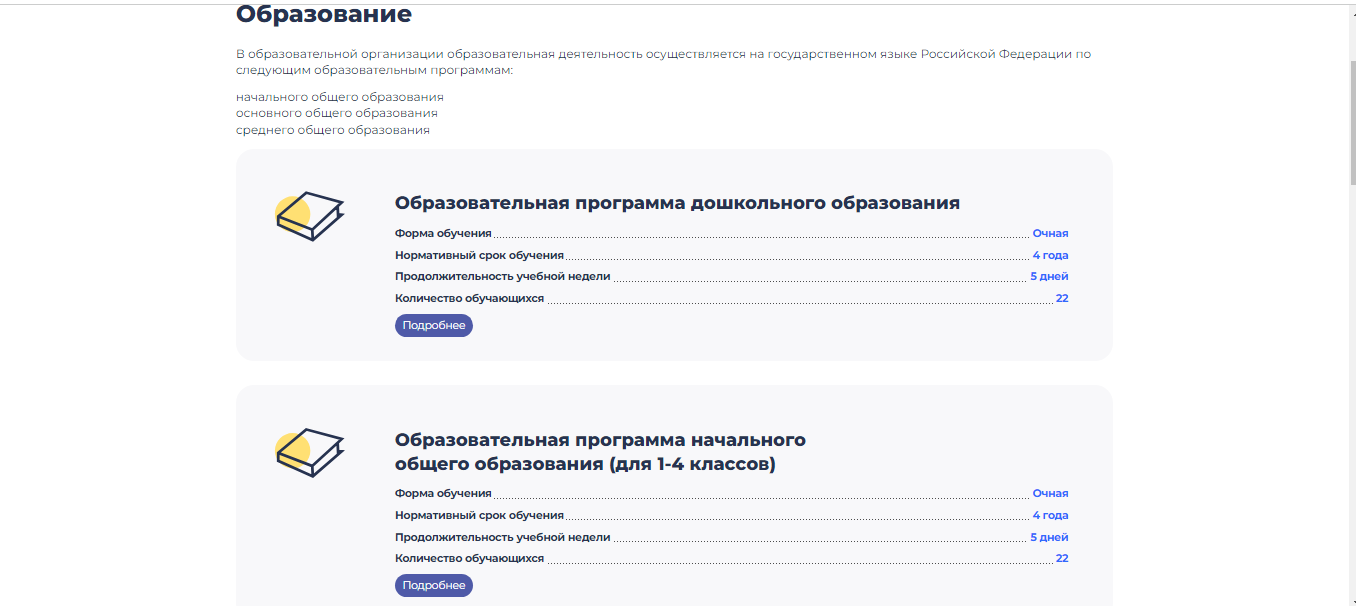 Образование
В образовательной организации образовательная деятельность осуществляется на государственном языке Российской Федерации по
следующим образовательным программам:
начального общего образования
основного общего образования
среднего общего образования
Образовательная программа дошкольного образования
Форма обучения Очная
Нормативный срок обучения 4 года
Продолжительность учебной недели 5 дней
Количество обучающихся 22
Подробнее
Образовательная программа начального
общего образования (для 1-4 классов)
Форма обучения Очная
Нормативный срок обучения 4 года
Продолжительность учебной недели 5 дней
Количество обучающихся 22
Подробнее